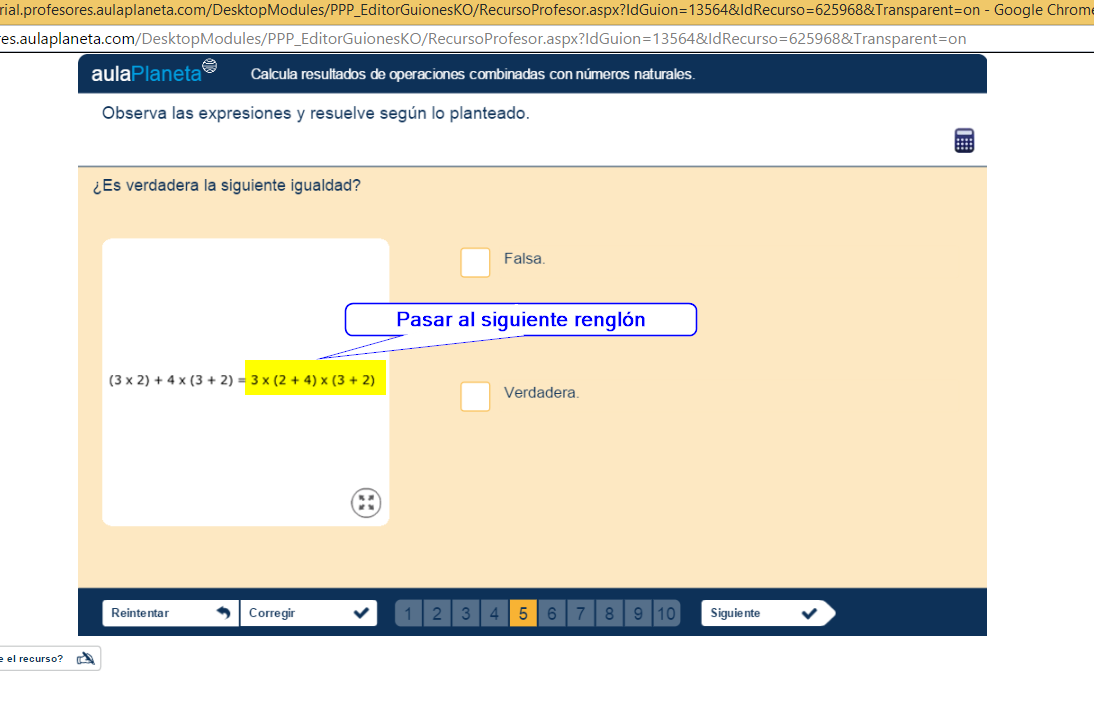 rial.profesores.aulaplaneta.com/DesktopModules/PPP_EditorGuionesKO/RecursoProfesor.aspx?IdGuion=13564&IdRecurso=625968&Transparent=on - Google Chrome
res.aulaplaneta.com/DesktopModules/PPP_EditorGuionesKO/RecursoProfesor.aspx?IdGuion=13564&IdRecurso=625968&Transparent=on
aulaPlaneta Calcula resultados de operaciones combinadas con números naturales.
Observa las expresiones y resuelve según lo planteado.
¿Es verdadera la siguiente igualdad?
Falsa.
Pasar al siguiente renglón
(3 x 2) + 4 x (3 + 2) = 3 x (2 + 4) x (3 + 2)
Verdadera.
Reintentar Corregir 1 2 3 4 5 6 7 8 9 10 Siguiente
e el recurso?